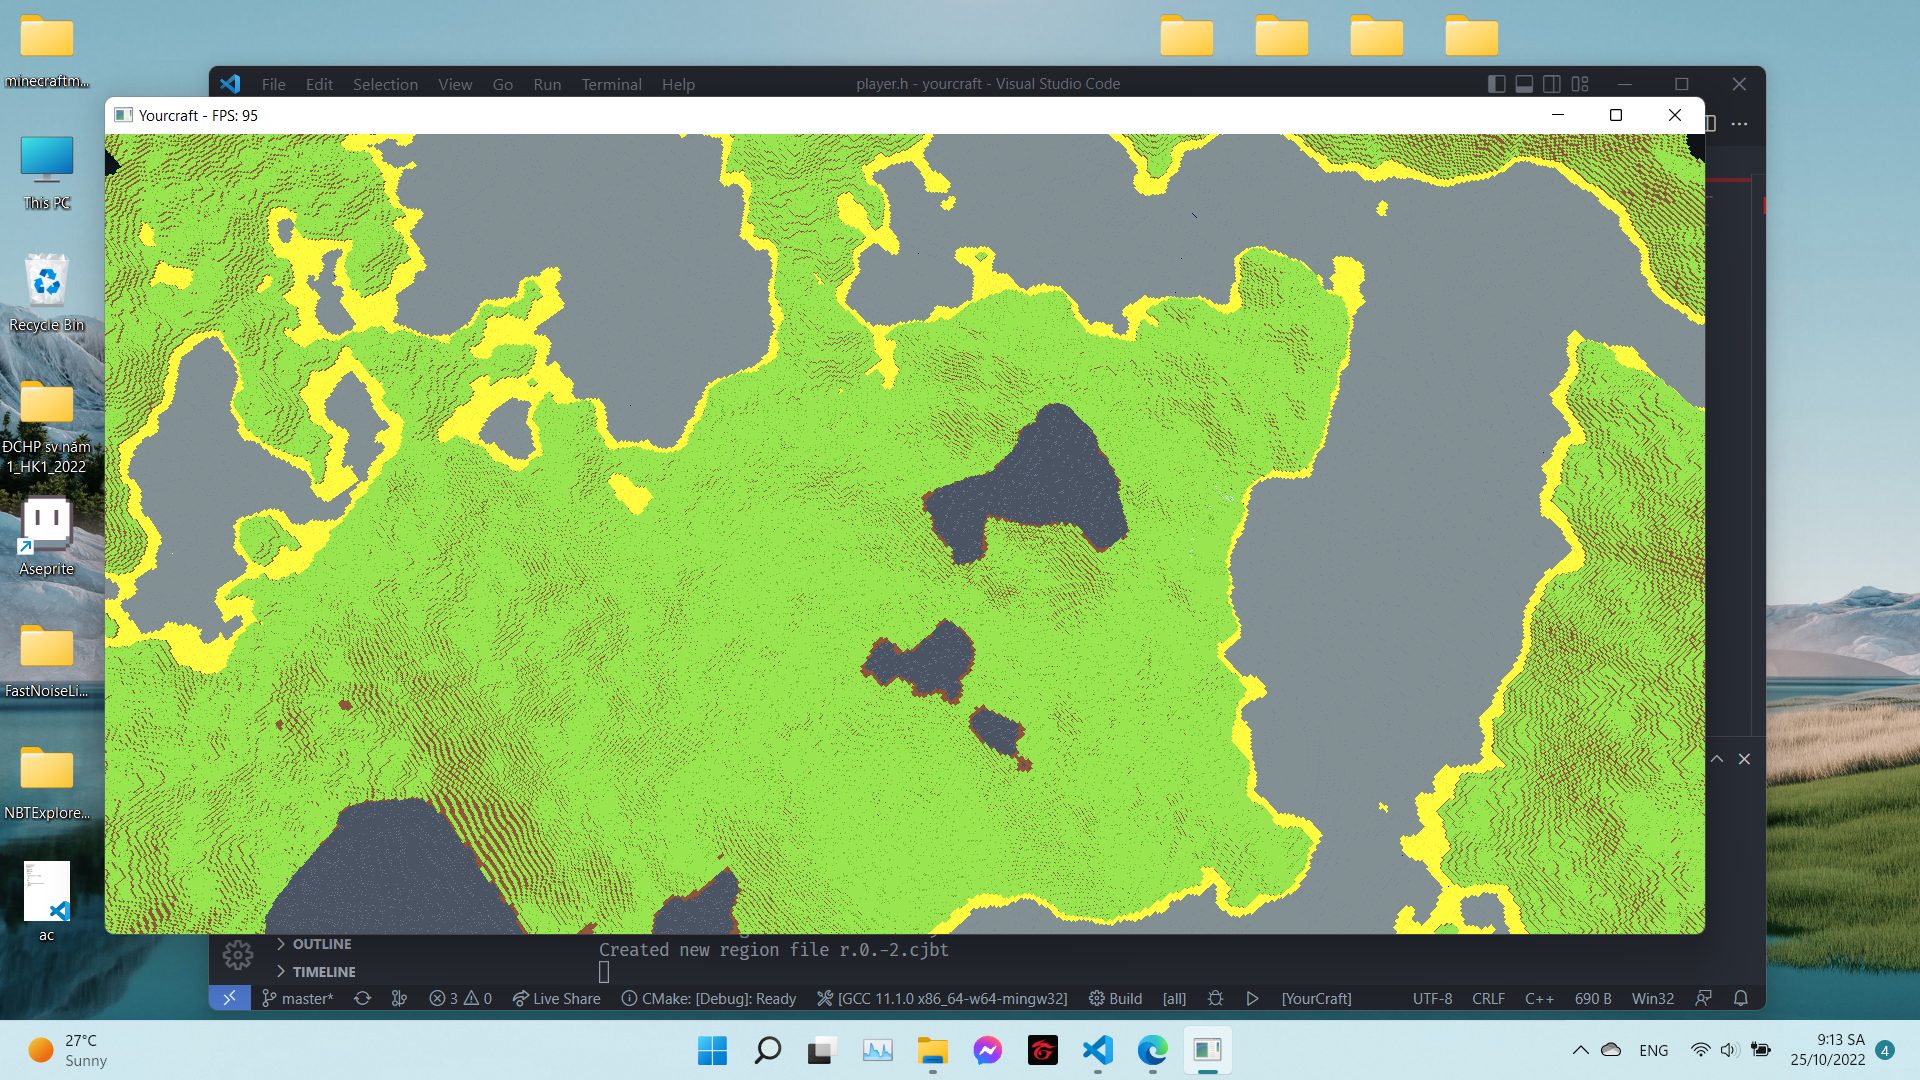 minecraftm...
This PC
Recycle Bin
ĐCHP sv năm
1_HK1_2022
Aseprite
FastNoiseLi...
NBTExplore...
ac
File Edit Selection View Go Run Terminal Help
player.h - yourcraft - Visual Studio Code
Yourcraft - FPS: 95
OUTLINE
TIMELINE
Created new region file r.0.-2.cjbt
master* 3 0 Live Share CMake: [Debug]: Ready [GCC 11.1.0 x86_64-w64-mingw32] Build [all] [YourCraft] UTF-8 CRLF C++ 690 B Win32
27°C
Sunny
ENG
9:13 SA
25/10/2022
4